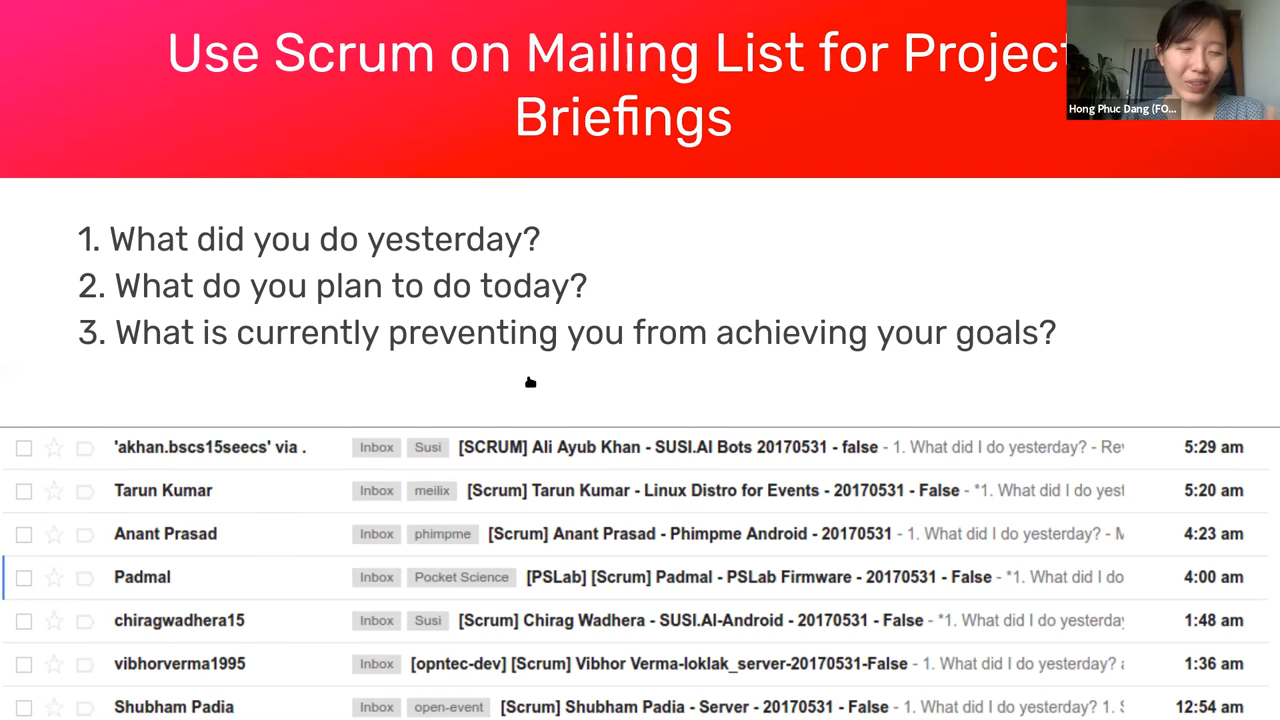 Use Scrum on Mailing List for Project
Briefings
Hong Phuc Dang (FO...
1. What did you do yesterday?
2. What do you plan to do today?
3. What is currently preventing you from achieving your goals?
'akhan.bscs15seecs' via . Inbox Susi [SCRUM] Ali Ayub Khan - SUSI.AI Bots 20170531 - false - 1. What did I do yesterday? - Re 5:29 am
Tarun Kumar Inbox meilix [Scrum] Tarun Kumar - Linux Distro for Events - 20170531 - False - *1. What did I do yest 5:20 am
Anant Prasad Inbox phimpme [Scrum] Anant Prasad - Phimpme Android - 20170531 - 1. What did I do yesterday? - M 4:23 am
Padmal Inbox Pocket Science [PSLab] [Scrum] Padmal - PSLab Firmware - 20170531 - False - *1. What did I do 4:00 am
chiragwadhera15 Inbox Susi [Scrum] Chirag Wadhera - SUSI.AI-Android - 20170531 - False - *1. What did I do yesterday 1:48 am
vibhorverma1995 Inbox [opntec-dev] [Scrum] Vibhor Verma-loklak_server-20170531-False - 1. What did I do yesterday? a 1:36 am
Shubham Padia Inbox open-event [Scrum] Shubham Padia - Server - 20170531 - False - 1. What did I do yesterday? 1. S 12:54 am